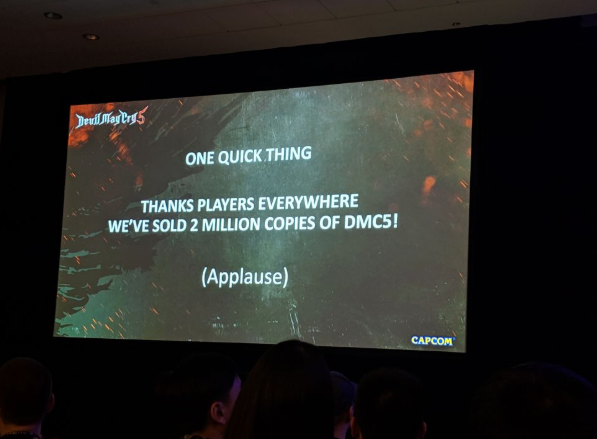 Devil May Cry 5
ONE QUICK THING
THANKS PLAYERS EVERYWHERE
WE'VE SOLD 2 MILLION COPIES OF DMC5!
(Applause)
CAPCOM